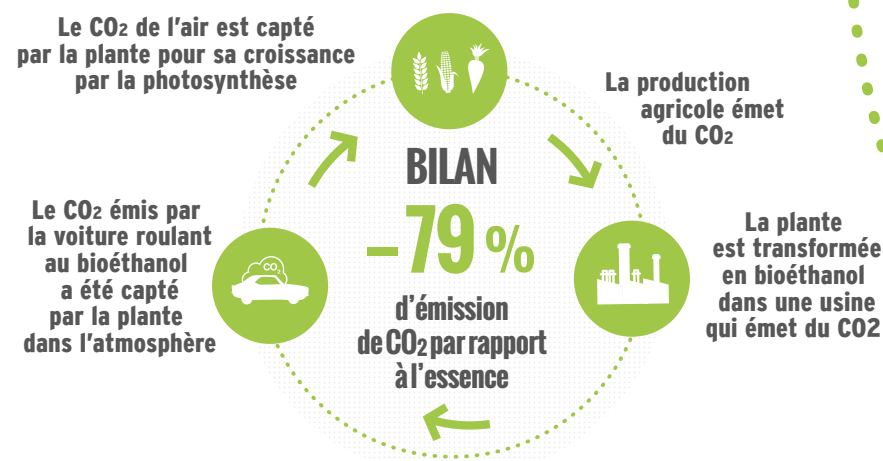 Le CO2 de l'air est capté
par la plante pour sa croissance
par la photosynthèse
La production
agricole émet
du CO2
La plante
est transformée
en bioéthanol
dans une usine
qui émet du CO2
Le CO2 émis par
la voiture roulant
au bioéthanol
a été capté
par la plante
dans l'atmosphère
CO2
BILAN
-79 %
d'émission
de CO2 par rapport
à l'essence